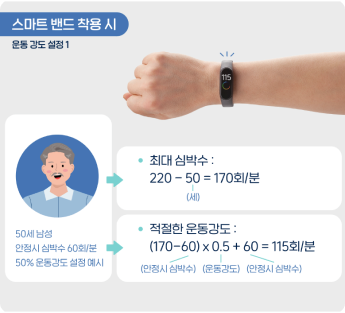 스마트 밴드 착용 시
운동 강도 설정 1
115
• 최대 심박수 :
220 – 50 = 170회/분
(세)
50세 남성
안정시 심박수 60회/분
50% 운동강도 설정 예시
• 적절한 운동강도 :
(170–60) x 0.5 + 60 = 115회/분
(안정시 심박수) (운동강도) (안정시 심박수)